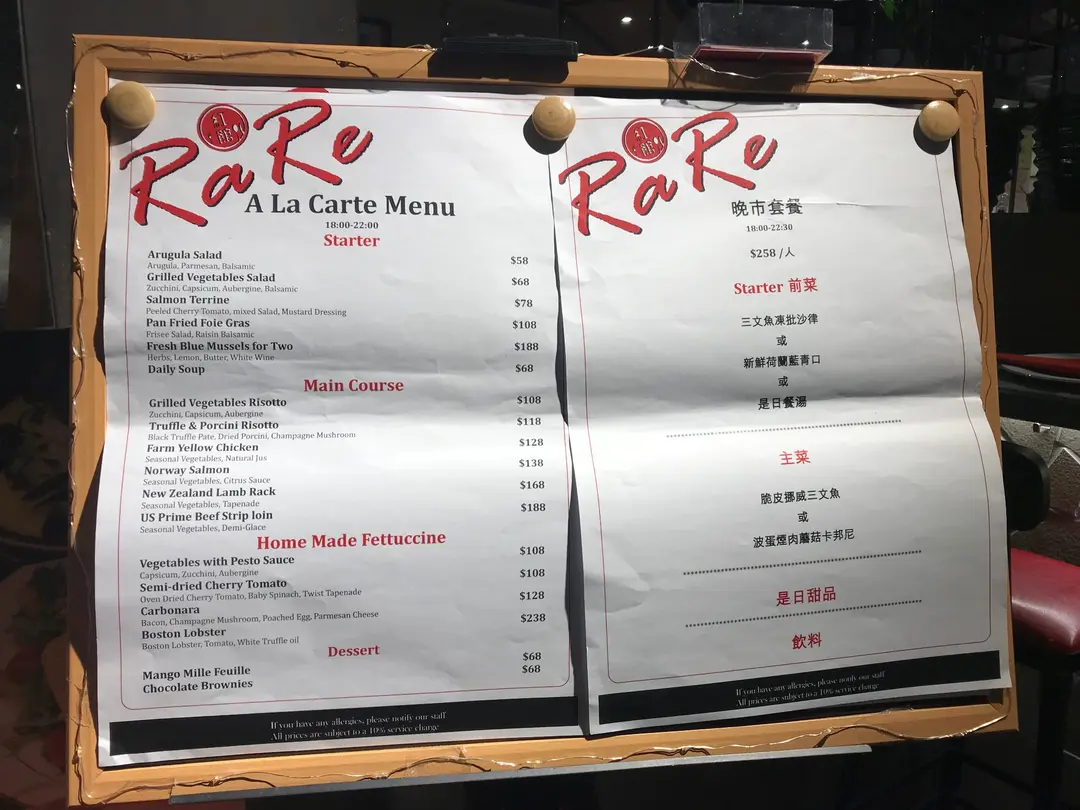 RaRe
紅館
A La Carte Menu
18:00-22:00
Starter
Arugula Salad $58
Arugula, Parmesan, Balsamic
Grilled Vegetables Salad $68
Zucchini, Capsicum, Aubergine, Balsamic
Salmon Terrine $78
Peeled Cherry Tomato, mixed Salad, Mustard Dressing
Pan Fried Foie Gras $108
Frisee Salad, Raisin Balsamic
Fresh Blue Mussels for Two $188
Herbs, Lemon, Butter, White Wine
Daily Soup $68
Main Course
Grilled Vegetables Risotto $108
Zucchini, Capsicum, Aubergine
Truffle & Porcini Risotto $118
Black Truffle Pate, Dried Porcini, Champagne Mushroom
Farm Yellow Chicken $128
Seasonal Vegetables, Natural Jus
Norway Salmon $138
Seasonal Vegetables, Citrus Sauce
New Zealand Lamb Rack $168
Seasonal Vegetables, Tapenade
US Prime Beef Strip loin $188
Seasonal Vegetables, Demi-Glace
Home Made Fettuccine
Vegetables with Pesto Sauce $108
Capsicum, Zucchini, Aubergine
Semi-dried Cherry Tomato $108
Oven Dried Cherry Tomato, Baby Spinach, Twist Tapenade
Carbonara $128
Bacon, Champagne Mushroom, Poached Egg, Parmesan Cheese
Boston Lobster $238
Boston Lobster, Tomato, White Truffle oil
Dessert
Mango Mille Feuille $68
Chocolate Brownies $68
If you have any allergies, please notify our staff
All prices are subject to a 10% service charge
RaRe
紅館
晚市套餐
18:00-22:30
$258 /人
Starter 前菜
三文魚凍批沙律
或
新鮮荷蘭藍青口
或
是日餐湯
主菜
脆皮挪威三文魚
或
波蛋煙肉蘑菇卡邦尼
是日甜品
飲料
If you have any allergies, please notify our staff
All prices are subject to a 10% service charge